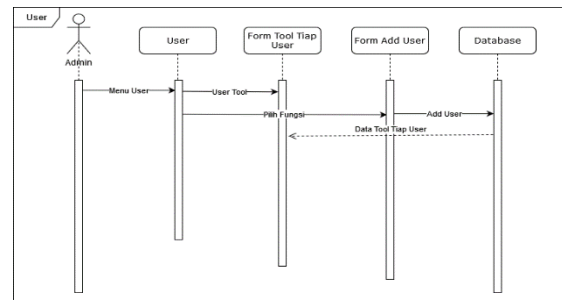 User
Admin
User
Form Tool Tiap
User
Form Add User
Database
Menu User
User Tool
Pilih Fungsi
Add User
Data Tool Tiap User